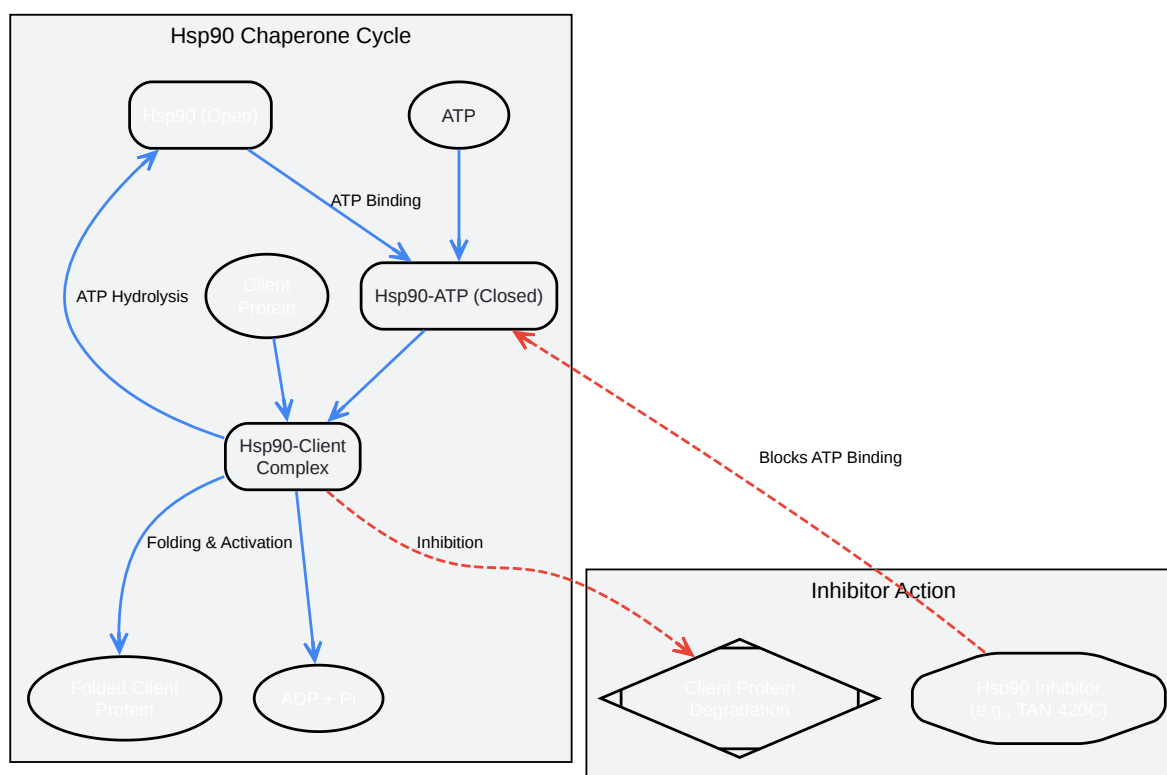 Hsp90 Chaperone Cycle
Hsp90 (Open)
ATP
ATP Binding
Client
Protein
Hsp90-ATP (Closed)
ATP Hydrolysis
Hsp90-Client
Complex
Blocks ATP Binding
Folding & Activation
Inhibition
Inhibitor Action
Folded Client
Protein
ADP + Pi
Client Protein
Degradation
Hsp90 Inhibitor
(e.g., TAN 420C)